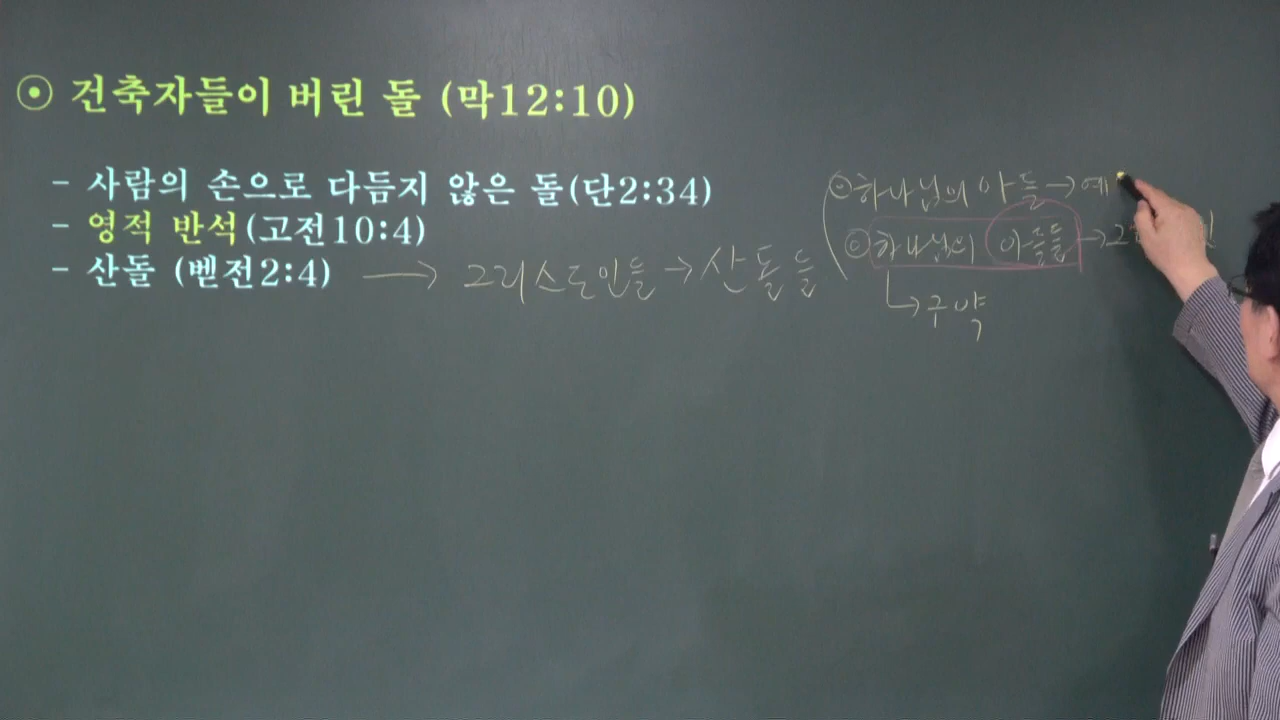 ⊙ 건축자들이 버린 돌 (막12:10)
- 사람의 손으로 다듬지 않은 돌(단2:34)
- 영적 반석(고전10:4)
- 산돌 (벧전2:4) → 그리스도인들 → 산돌들
⊙하나님의 아들 → 예
⊙하나님의 아들들 → 그 인
↳구약